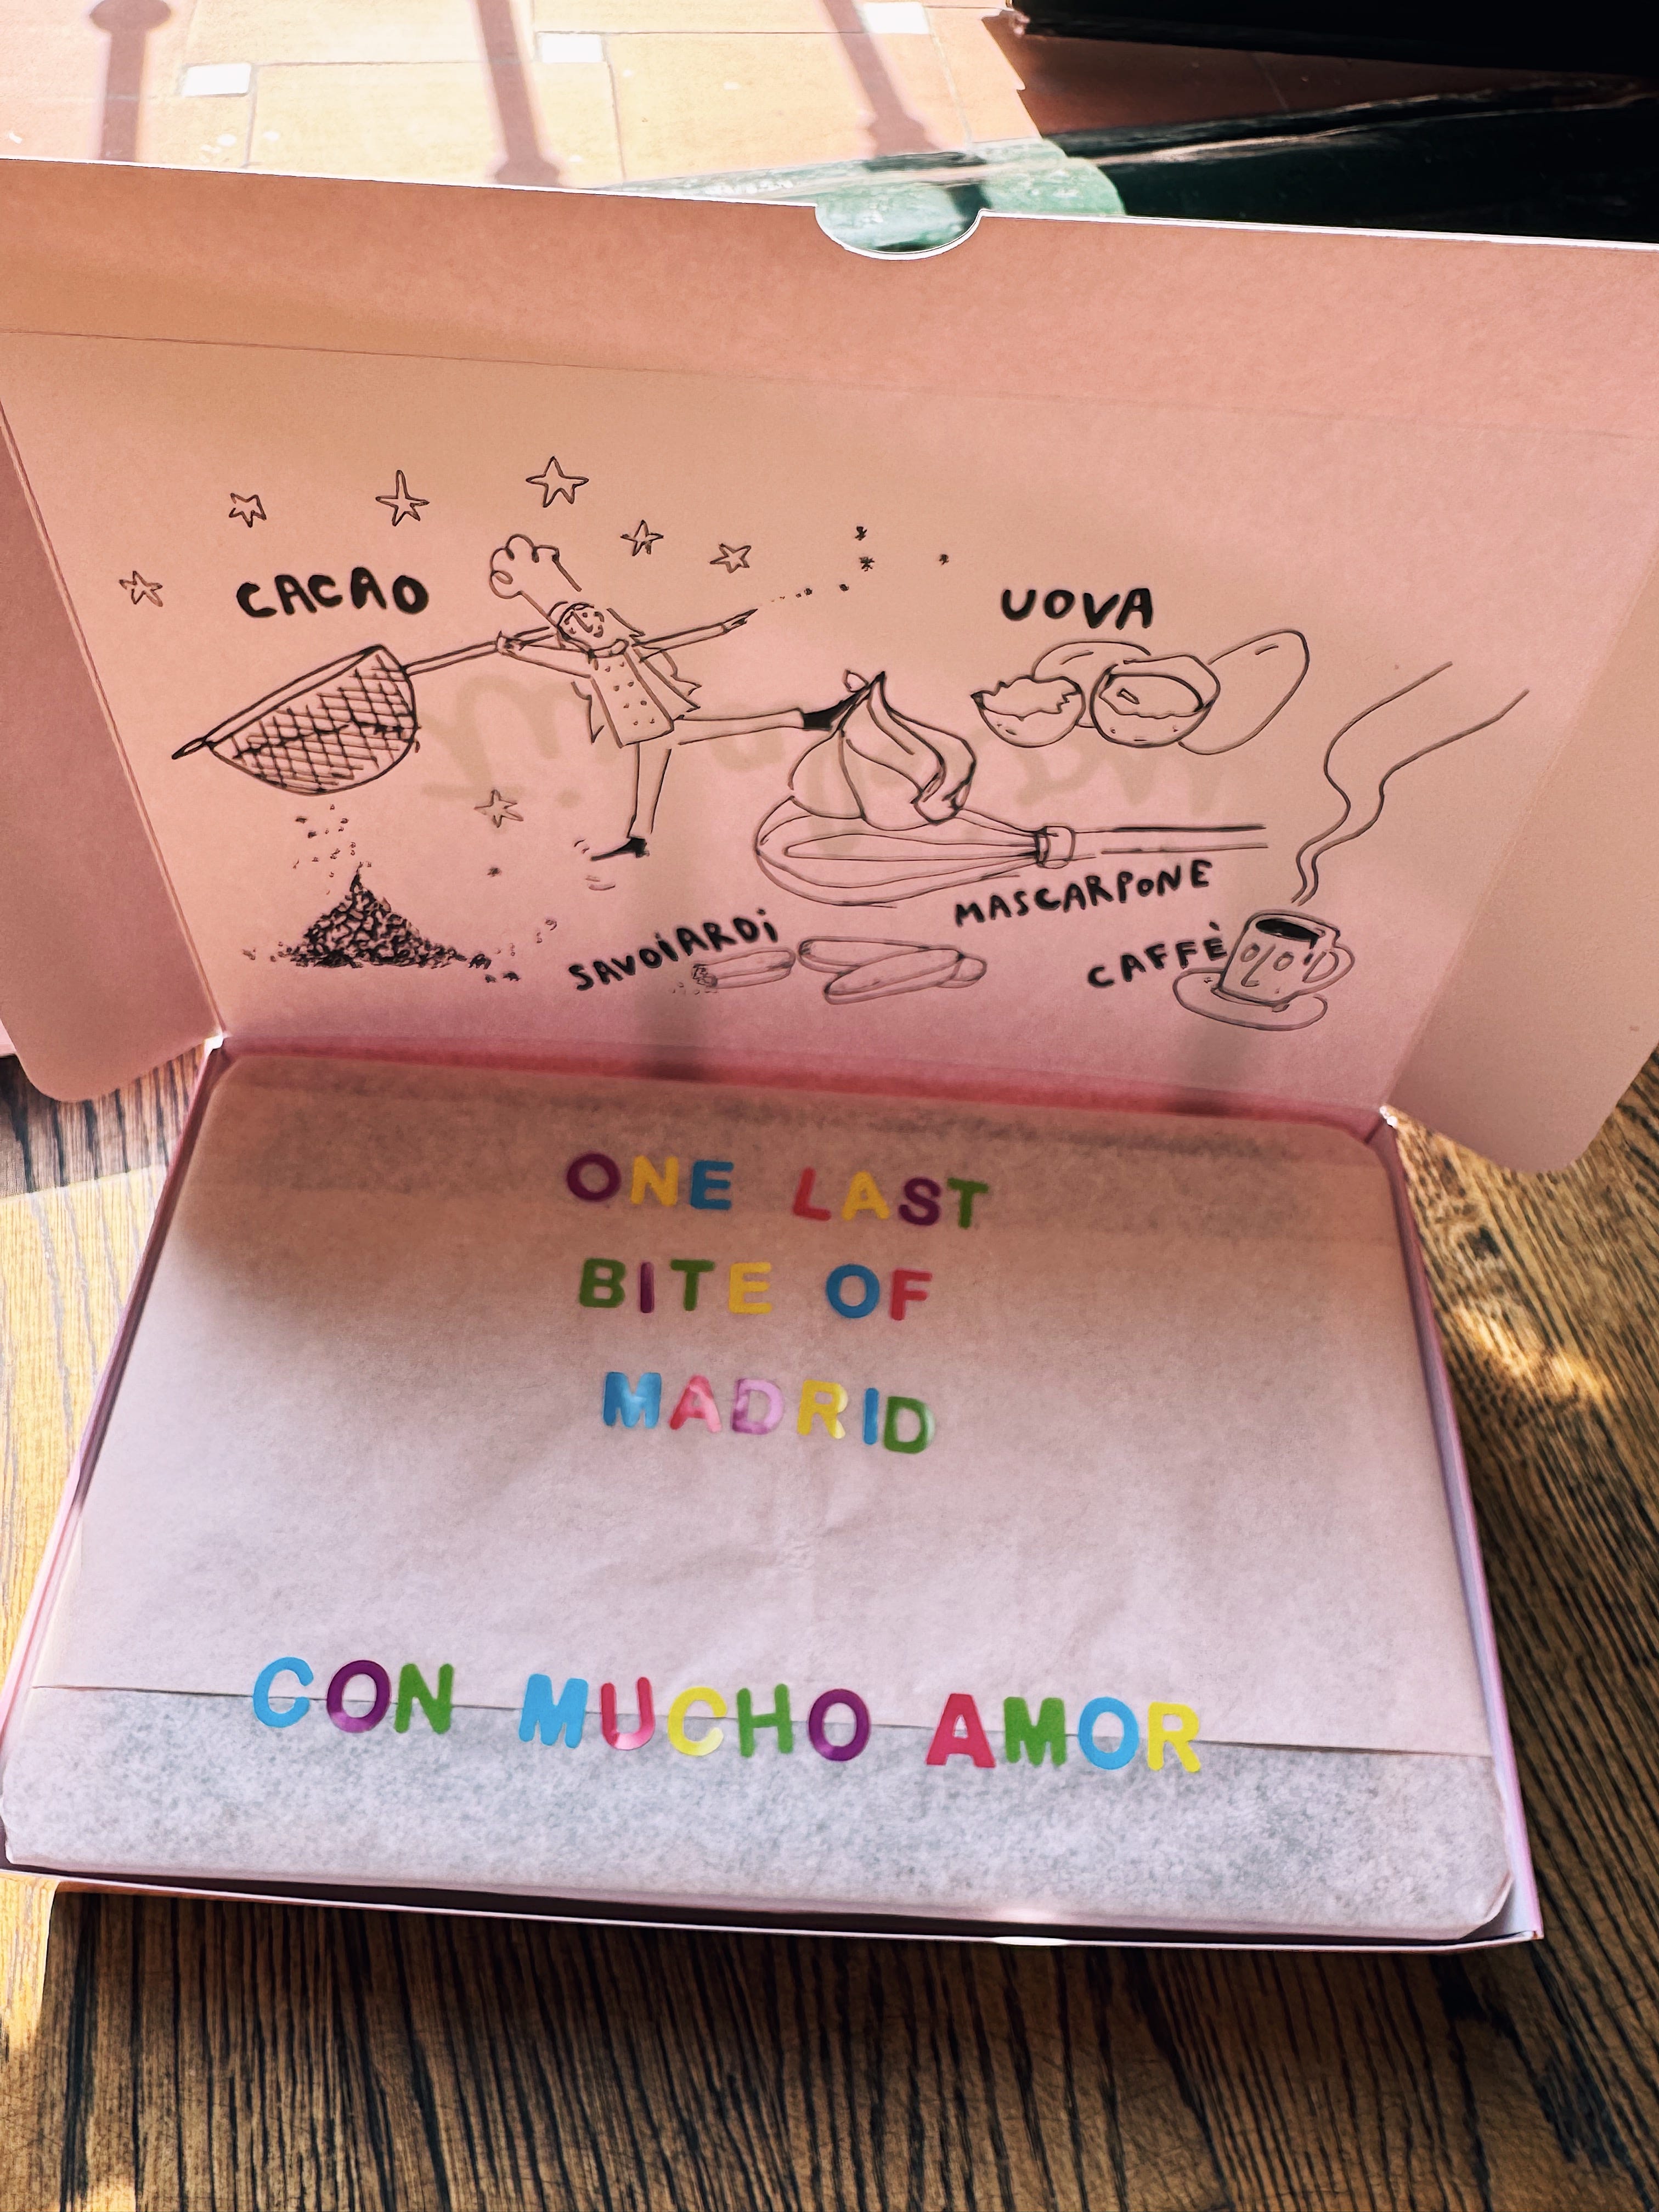 CACAO
UOVA
MASCARPONE
SAVOiARDi
CAFFÈ
ONE LAST
BITE OF
MADRID
CON MUCHO AMOR